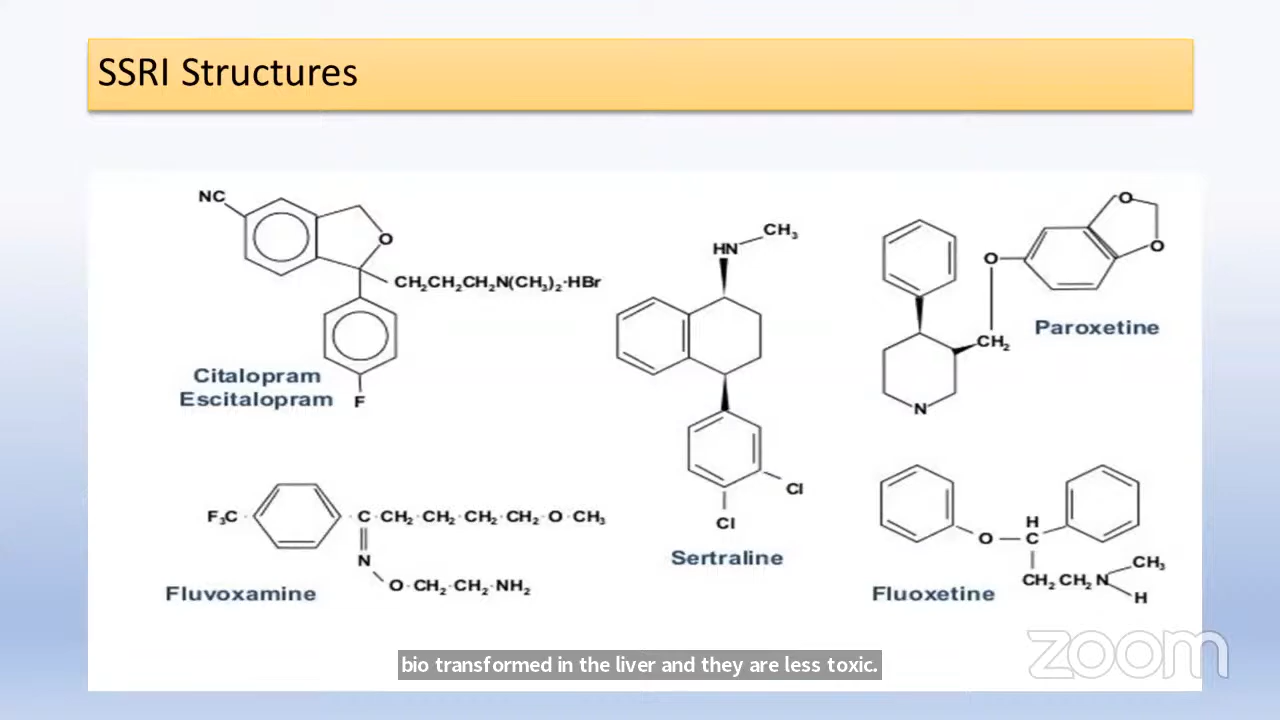 SSRI Structures
NC
O
CH₂CH₂CH₂N(CH₃)₂·HBr
F
Citalopram
Escitalopram
HN
CH₃
Cl
Cl
Sertraline
O
O
O
CH₂
N
Paroxetine
F₃C
C·CH₂·CH₂·CH₂·CH₂·O·CH₃
N
O·CH₂·CH₂·NH₂
Fluvoxamine
O
H
C
CH₂CH₂N
CH₃
H
Fluoxetine
bio transformed in the liver and they are less toxic.
zoom